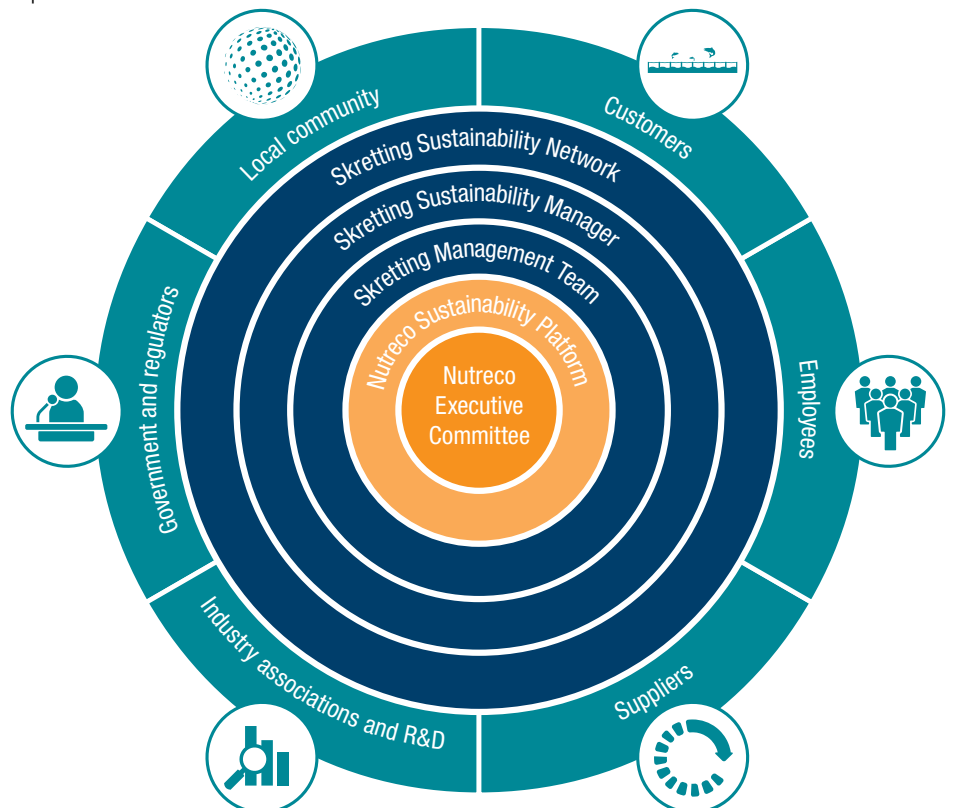 Local community
Customers
Skretting Sustainability Network
Skretting Sustainability Manager
Skretting Management Team
Nutreco Sustainability Platform
Nutreco
Executive
Committee
Government and regulators
Employees
Industry associations and R&D
Suppliers